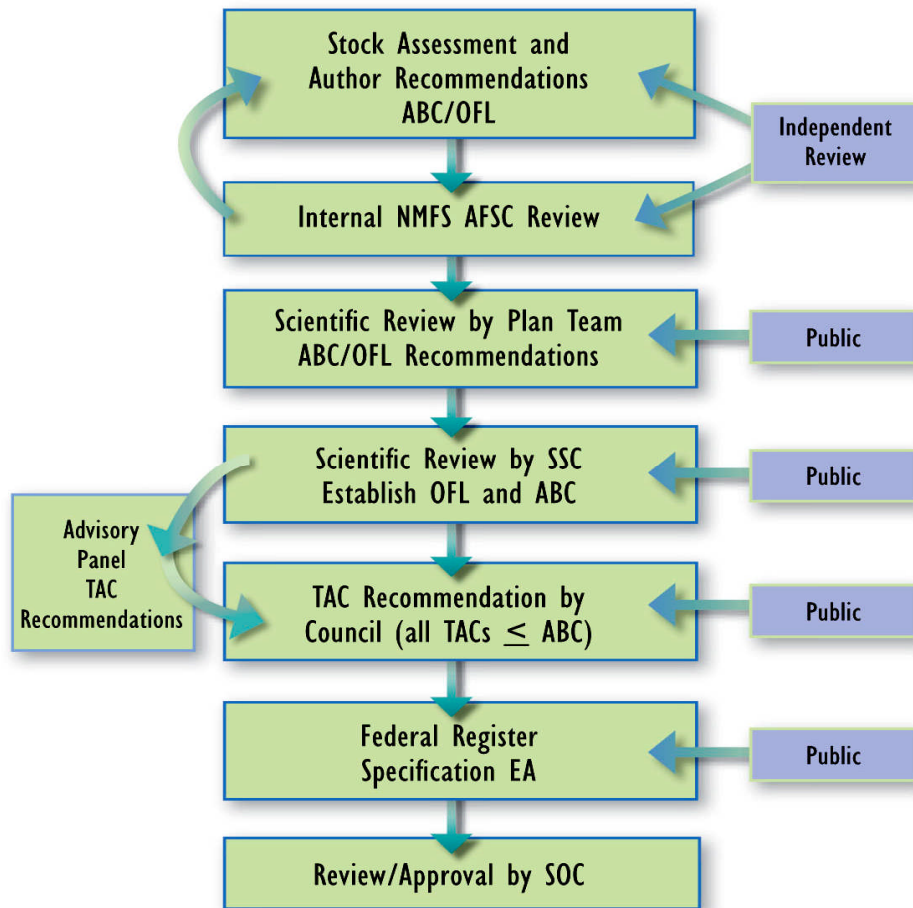 Stock Assessment and
Author Recommendations
ABC/OFL
Independent
Review
Internal NMFS AFSC Review
Scientific Review by Plan Team
ABC/OFL Recommendations
Public
Scientific Review by SSC
Establish OFL and ABC
Public
Advisory
Panel
TAC
Recommendations
TAC Recommendation by
Council (all TACs ≤ ABC)
Public
Federal Register
Specification EA
Public
Review/Approval by SOC